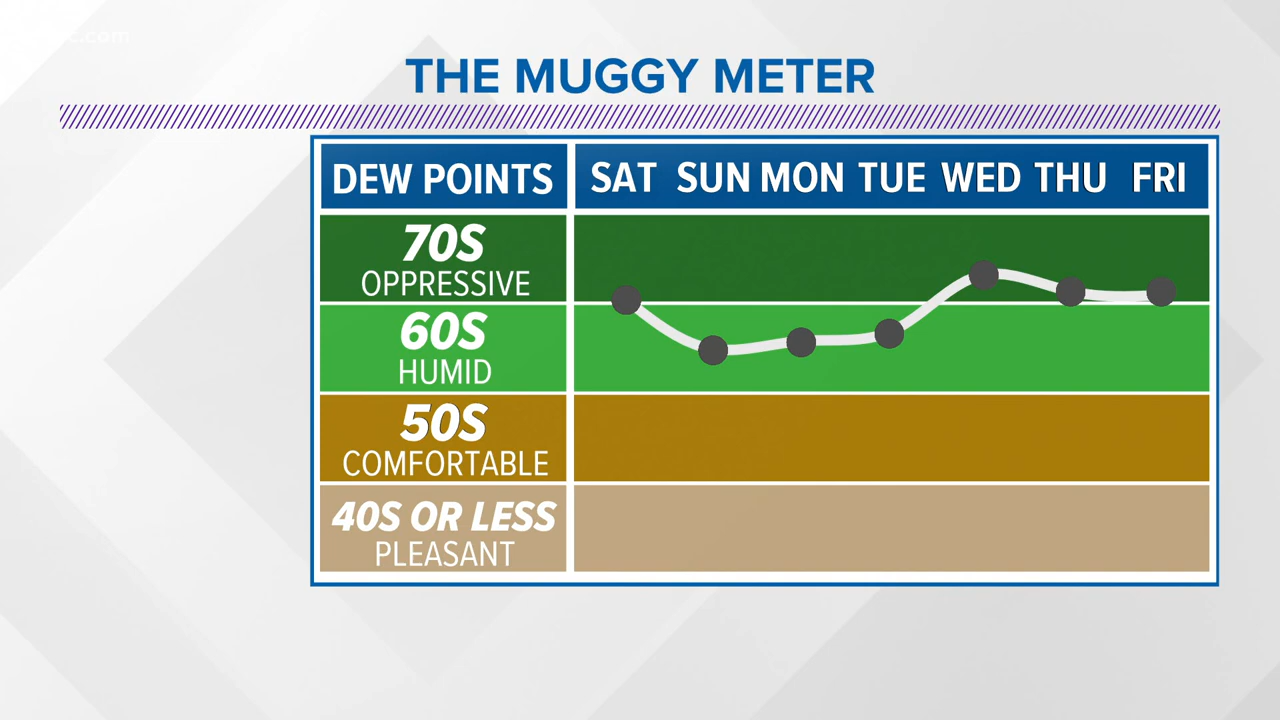 THE MUGGY METER
DEW POINTS SAT SUN MON TUE WED THU FRI
70S
OPPRESSIVE
60S
HUMID
50S
COMFORTABLE
40S OR LESS
PLEASANT